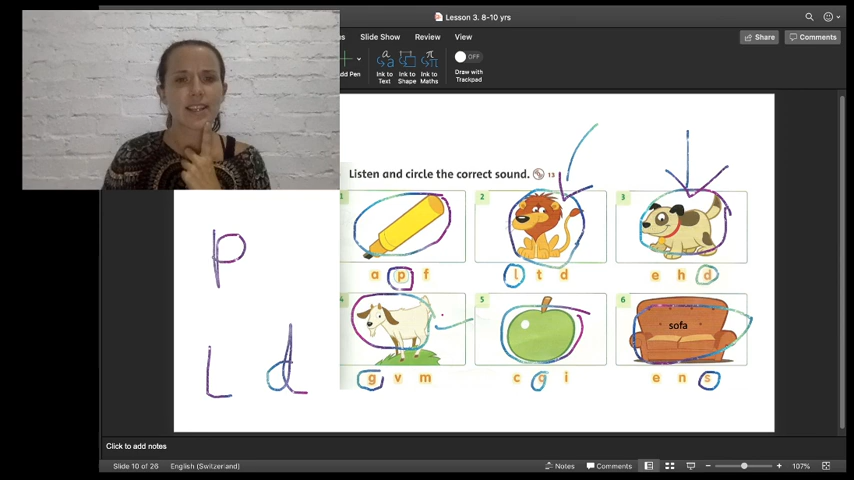 Lesson 3. 8-10 yrs
Slide Show Review View
Share Comments
Ink to Text
Ink to Shape
Ink to Maths
OFF
Draw with Trackpad
Listen and circle the correct sound. 13
2 3
a p f l t d e h d
4 5 6
sofa
g v m c a i e n s
P
L d
Click to add notes
Slide 10 of 26 English (Switzerland) Notes Comments 107%